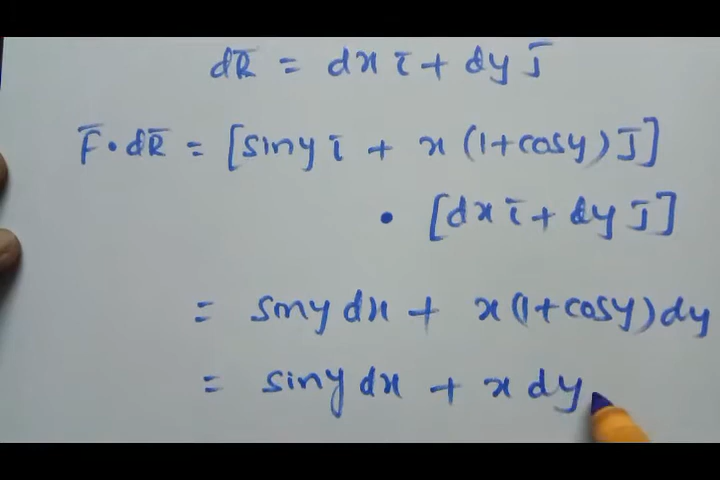 dR̄ = dx ī + dy j̄
F̄ • dR̄ = [siny ī + x (1+cosy) j̄]
• [dx ī + dy j̄]
= siny dx + x(1+cosy) dy
= siny dx + x dy